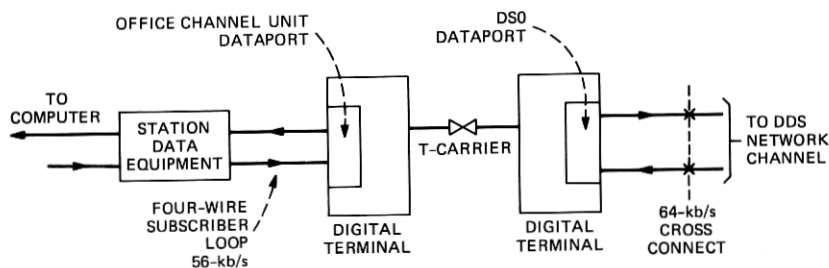 OFFICE CHANNEL UNIT
DATAPORT
DS0
DATAPORT
TO
COMPUTER
STATION
DATA
EQUIPMENT
T-CARRIER
TO DDS
NETWORK
CHANNEL
FOUR-WIRE
SUBSCRIBER
LOOP
56-kb/s
DIGITAL
TERMINAL
DIGITAL
TERMINAL
64-kb/s
CROSS
CONNECT